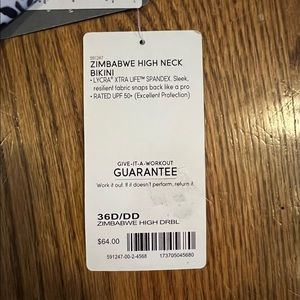 591247
ZIMBABWE HIGH NECK
BIKINI
• LYCRA® XTRA LIFE™ SPANDEX. Sleek,
resilient fabric snaps back like a pro
• RATED UPF 50+ (Excellent Protection)
GIVE-IT-A-WORKOUT
GUARANTEE
Work it out. If it doesn't perform, return it.
36D/DD
ZIMBABWE HIGH DRBL
$64.00
591247-00-2-4568
173705045680